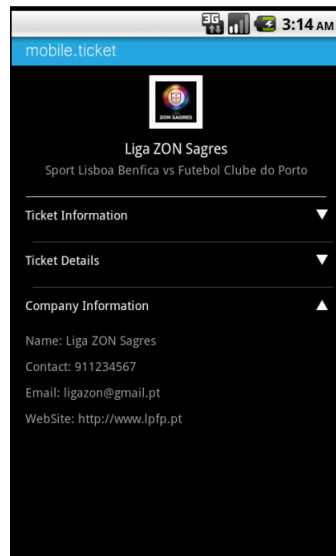 3G 3:14 AM
mobile.ticket
ZON SAGRES
Liga ZON Sagres
Sport Lisboa Benfica vs Futebol Clube do Porto
Ticket Information
Ticket Details
Company Information
Name: Liga ZON Sagres
Contact: 911234567
Email: ligazon@gmail.pt
WebSite: http://www.lpfp.pt